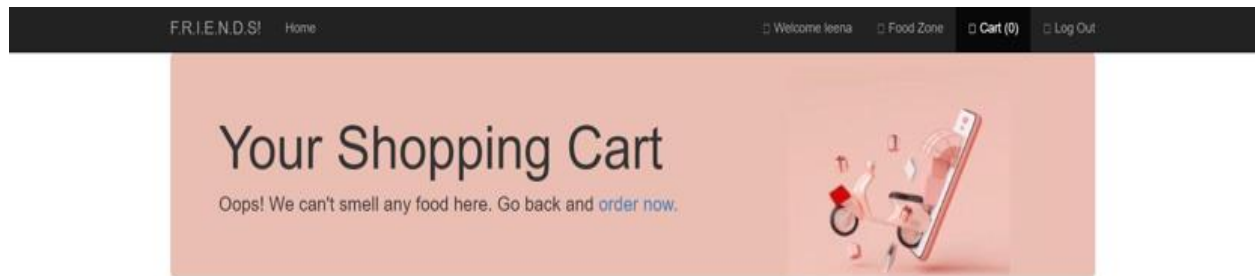 F.R.I.E.N.D.S! Home Welcome leena Food Zone Cart (0) Log Out
Your Shopping Cart
Oops! We can't smell any food here. Go back and order now.